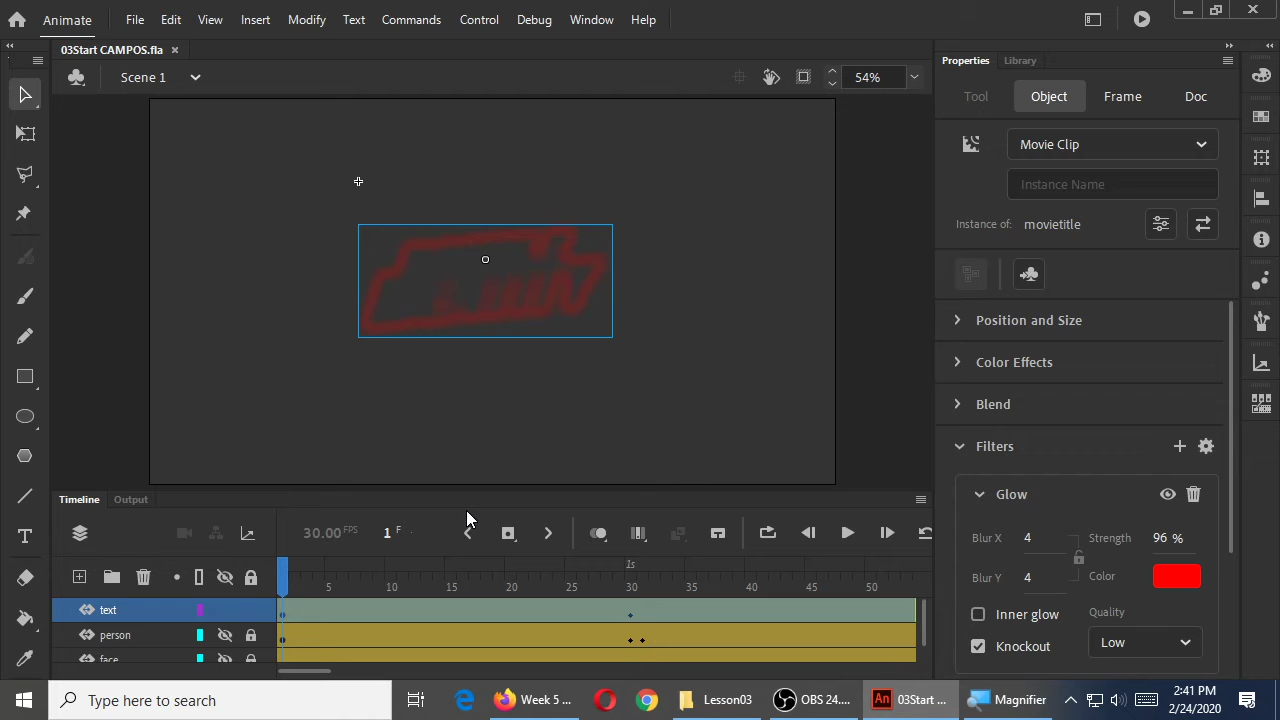 Animate File Edit View Insert Modify Text Commands Control Debug Window Help
03Start CAMPOS.fla
Properties Library
Scene 1 54%
Tool Object Frame Doc
Movie Clip
Instance Name
Instance of: movietitle
Position and Size
Color Effects
Blend
Filters
Glow
Blur X 4 Strength 96 %
Blur Y 4 Color
Inner glow Quality
Knockout Low
Timeline Output
30.00 FPS 1 F
1s
5 10 15 20 25 30 35 40 45 50
text
person
face
Type here to search
Week 5 ... Lesson03 OBS 24.... An 03Start ... Magnifier
2:41 PM
2/24/2020